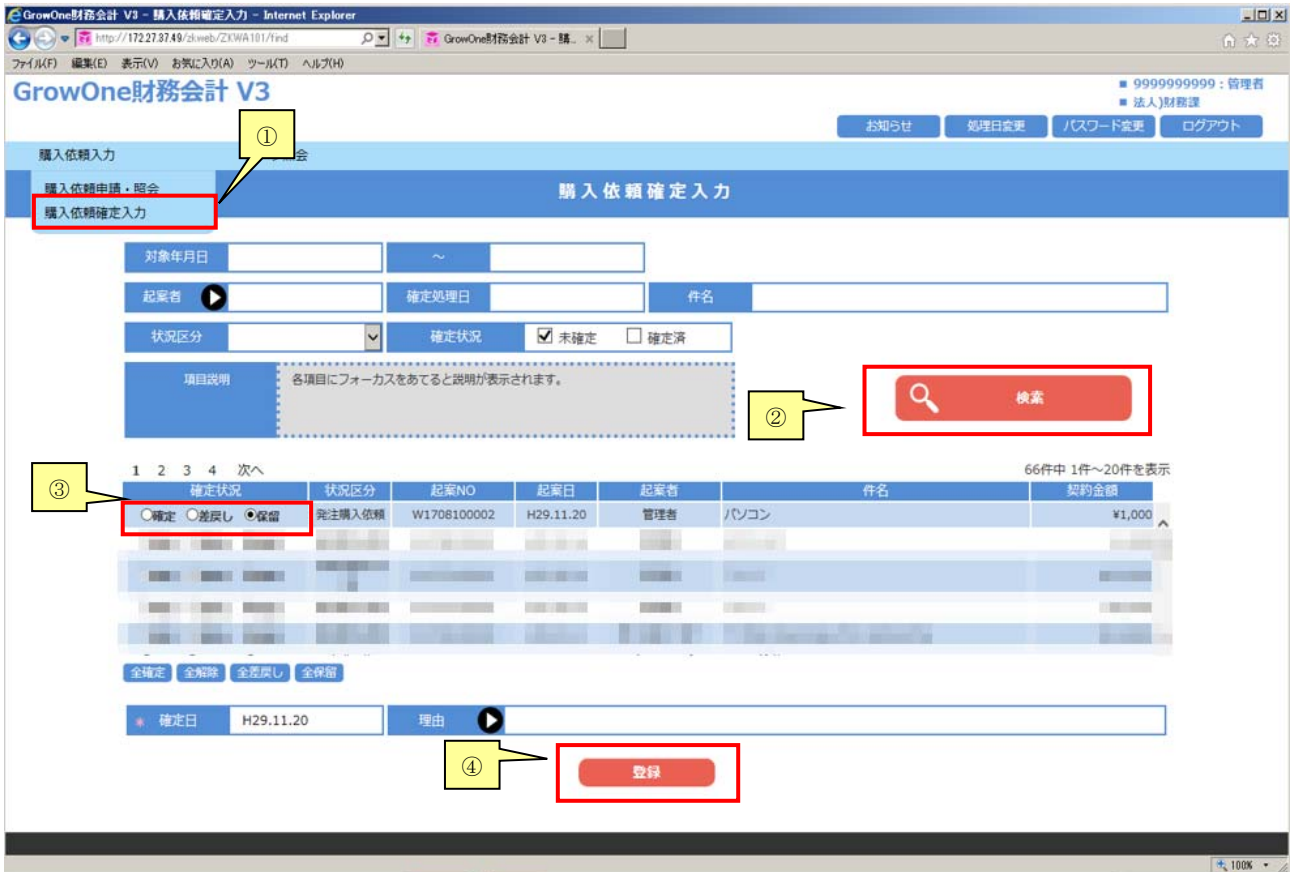 GrowOne財務会計 V3 - 購入依頼確定入力 - Internet Explorer
http://172.27.37.49/zkweb/ZKWA101/find
GrowOne財務会計 V3 - 購...
ファイル(F) 編集(E) 表示(V) お気に入り(A) ツール(T) ヘルプ(H)
GrowOne財務会計 V3
■ 9999999999：管理者
■ 法人)財務課
お知らせ 処理日変更 パスワード変更 ログアウト
①
購入依頼入力 会
購入依頼申請・昭会
購入依頼確定入力
購入依頼確定入力
対象年月日 ～
起案者 確定処理日 件名
状況区分 確定状況 未確定 確定済
項目説明 各項目にフォーカスをあてると説明が表示されます。
② 検索
1 2 3 4 次へ 66件中 1件～20件を表示
③
確定状況 状況区分 起案NO 起案日 起案者 件名 契約金額
確定 差戻し 保留 発注購入依頼 W1708100002 H29.11.20 管理者 パソコン ¥1,000
全確定 全解除 全差戻し 全保留
* 確定日 H29.11.20 理由
④ 登録
100%